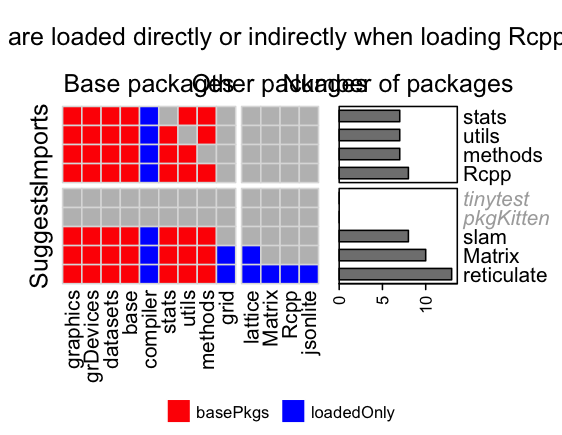 are loaded directly or indirectly when loading Rcpp
Base packages
Other packages
Number of packages
Imports
stats
utils
methods
Rcpp
Suggests
tinytest
pkgKitten
slam
Matrix
reticulate
graphics
grDevices
datasets
base
compiler
stats
utils
methods
grid
lattice
Matrix
Rcpp
jsonlite
0
5
10
basePkgs
loadedOnly